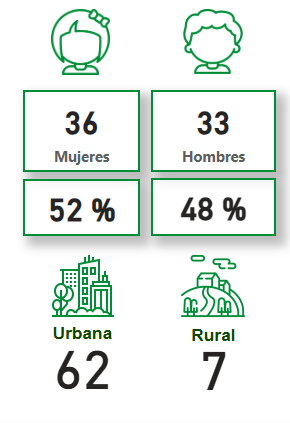 36 33
Mujeres Hombres
52 % 48 %
Urbana Rural
62 7